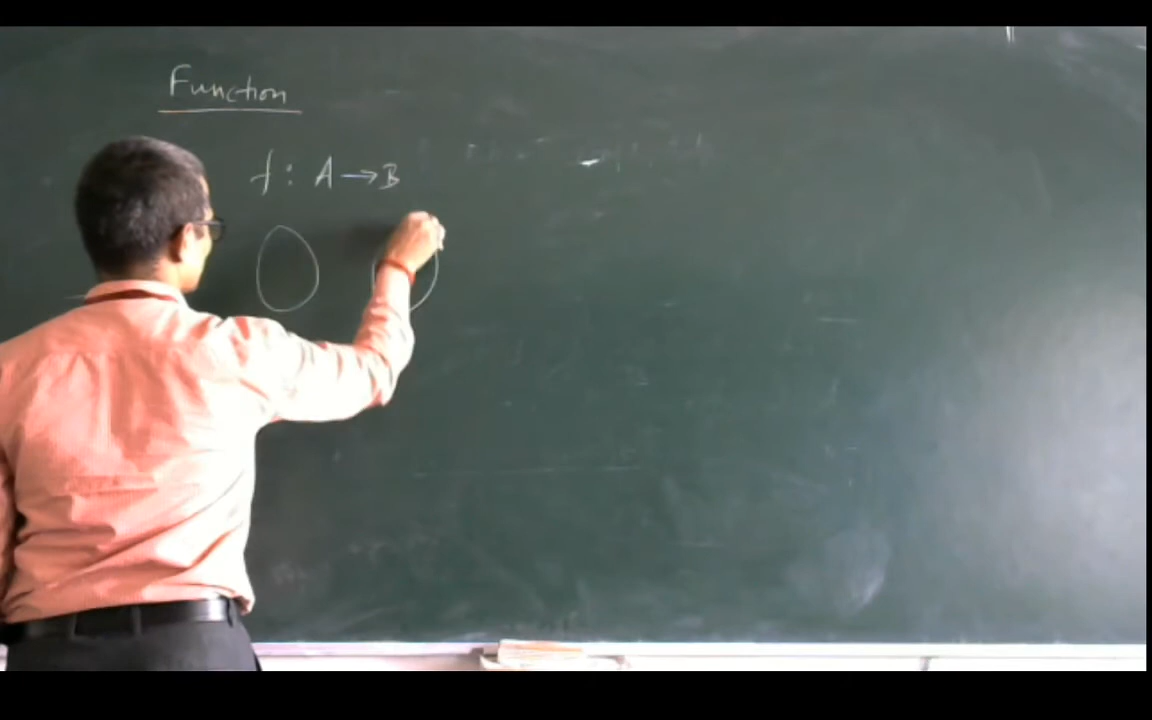 Function
f : A → B